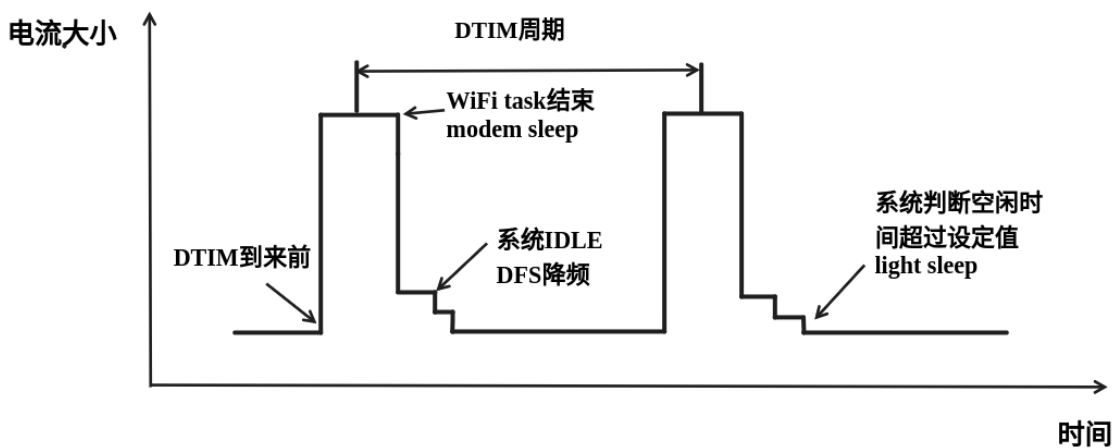 电流大小
DTIM周期
WiFi task结束
modem sleep
系统判断空闲时
间超过设定值
light sleep
系统IDLE
DFS降频
DTIM到来前
时间